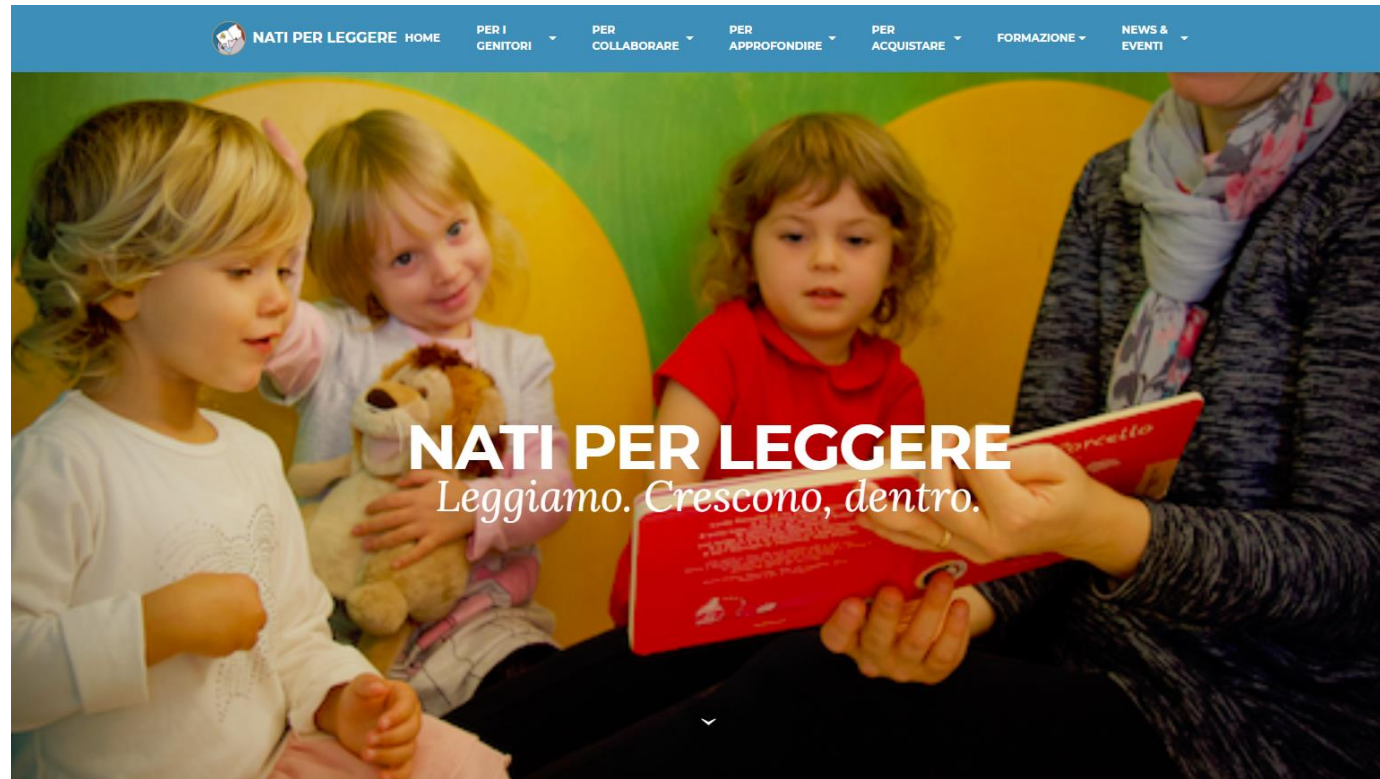 NATI PER LEGGERE
HOME
PER I
GENITORI
PER
COLLABORARE
PER
APPROFONDIRE
PER
ACQUISTARE
FORMAZIONE
NEWS &
EVENTI
NATI PER LEGGERE
Leggiamo. Crescono, dentro.